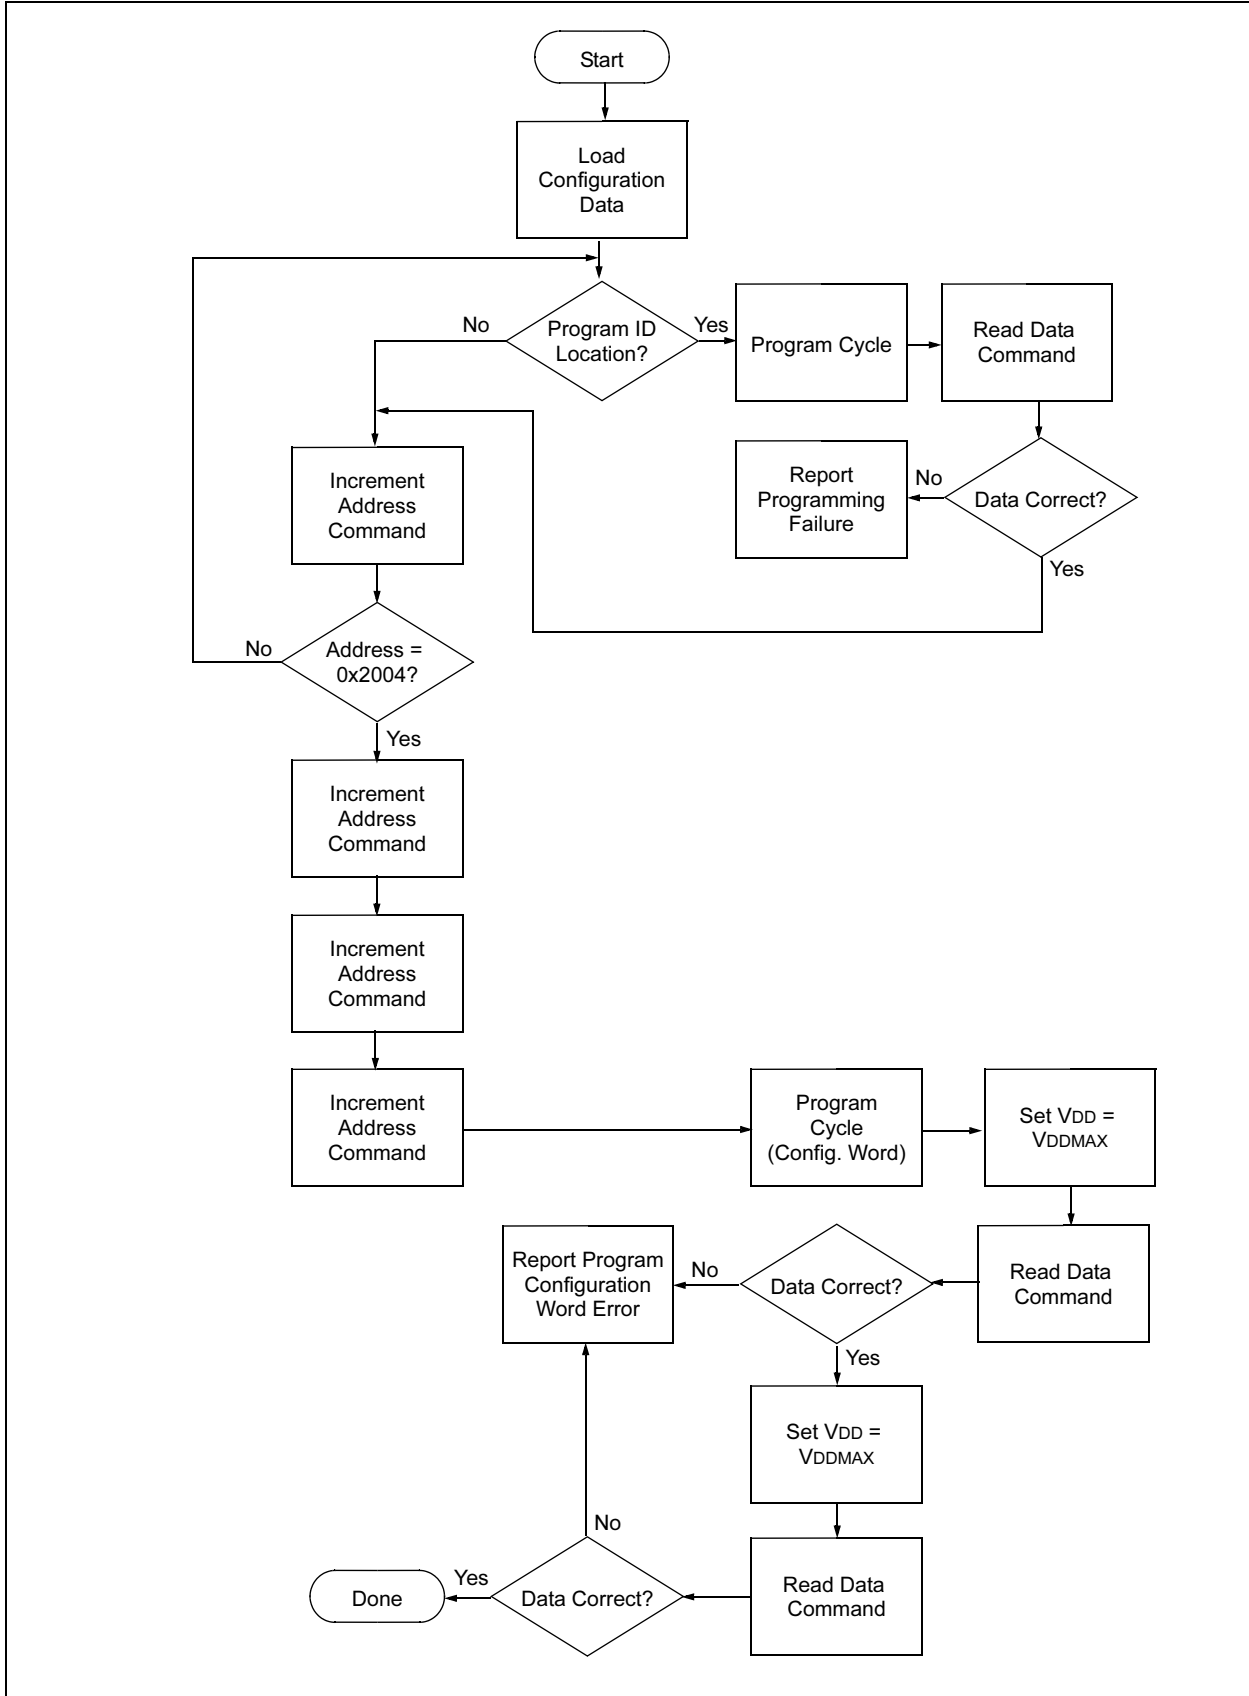 Start
Load
Configuration
Data
No
Program ID
Location?
Yes
Program Cycle
Read Data
Command
Increment
Address
Command
Report
Programming
Failure
No
Data Correct?
Yes
No
Address =
0x2004?
Yes
Increment
Address
Command
Increment
Address
Command
Increment
Address
Command
Program
Cycle
(Config. Word)
Set VDD =
VDDMAX
Report Program
Configuration
Word Error
No
Data Correct?
Read Data
Command
Yes
Set VDD =
VDDMAX
No
Done
Yes
Data Correct?
Read Data
Command